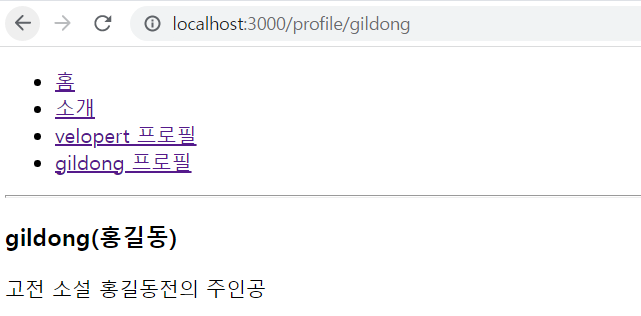 localhost:3000/profile/gildong
홈
소개
velopert 프로필
gildong 프로필
gildong(홍길동)
고전 소설 홍길동전의 주인공